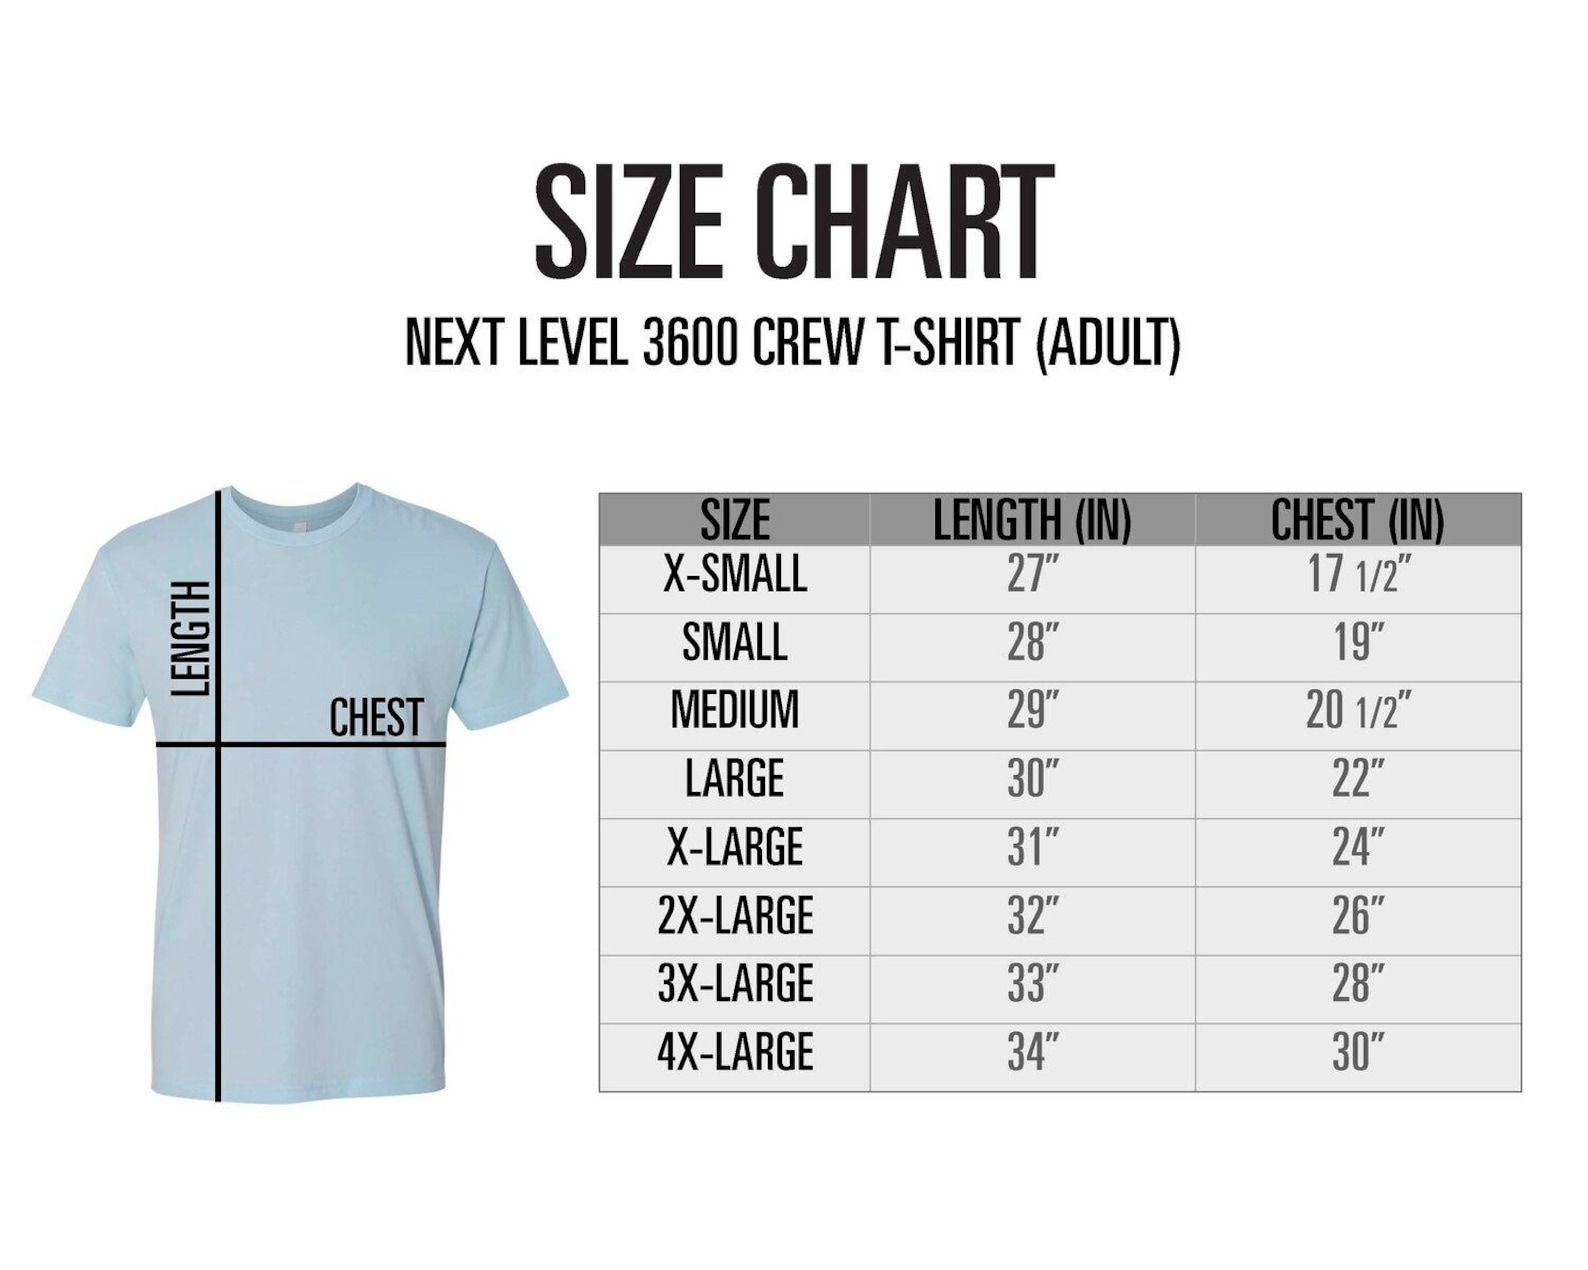 SIZE CHART
NEXT LEVEL 3600 CREW T-SHIRT (ADULT)
LENGTH
CHEST
SIZE LENGTH (IN) CHEST (IN)
X-SMALL 27” 17 1/2”
SMALL 28” 19”
MEDIUM 29” 20 1/2”
LARGE 30” 22”
X-LARGE 31” 24”
2X-LARGE 32” 26”
3X-LARGE 33” 28”
4X-LARGE 34” 30”